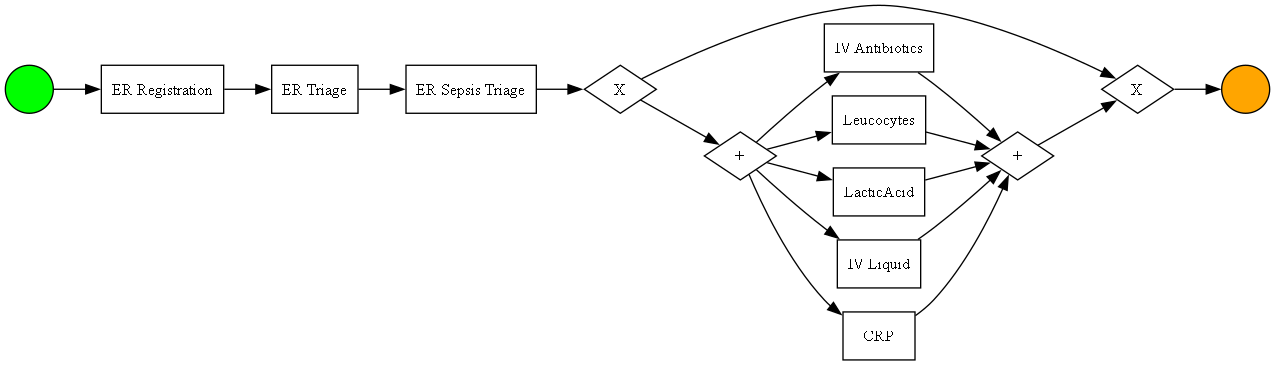 ER Registration
ER Triage
ER Sepsis Triage
X
+
IV Antibiotics
Leucocytes
LacticAcid
IV Liquid
CRP
+
X